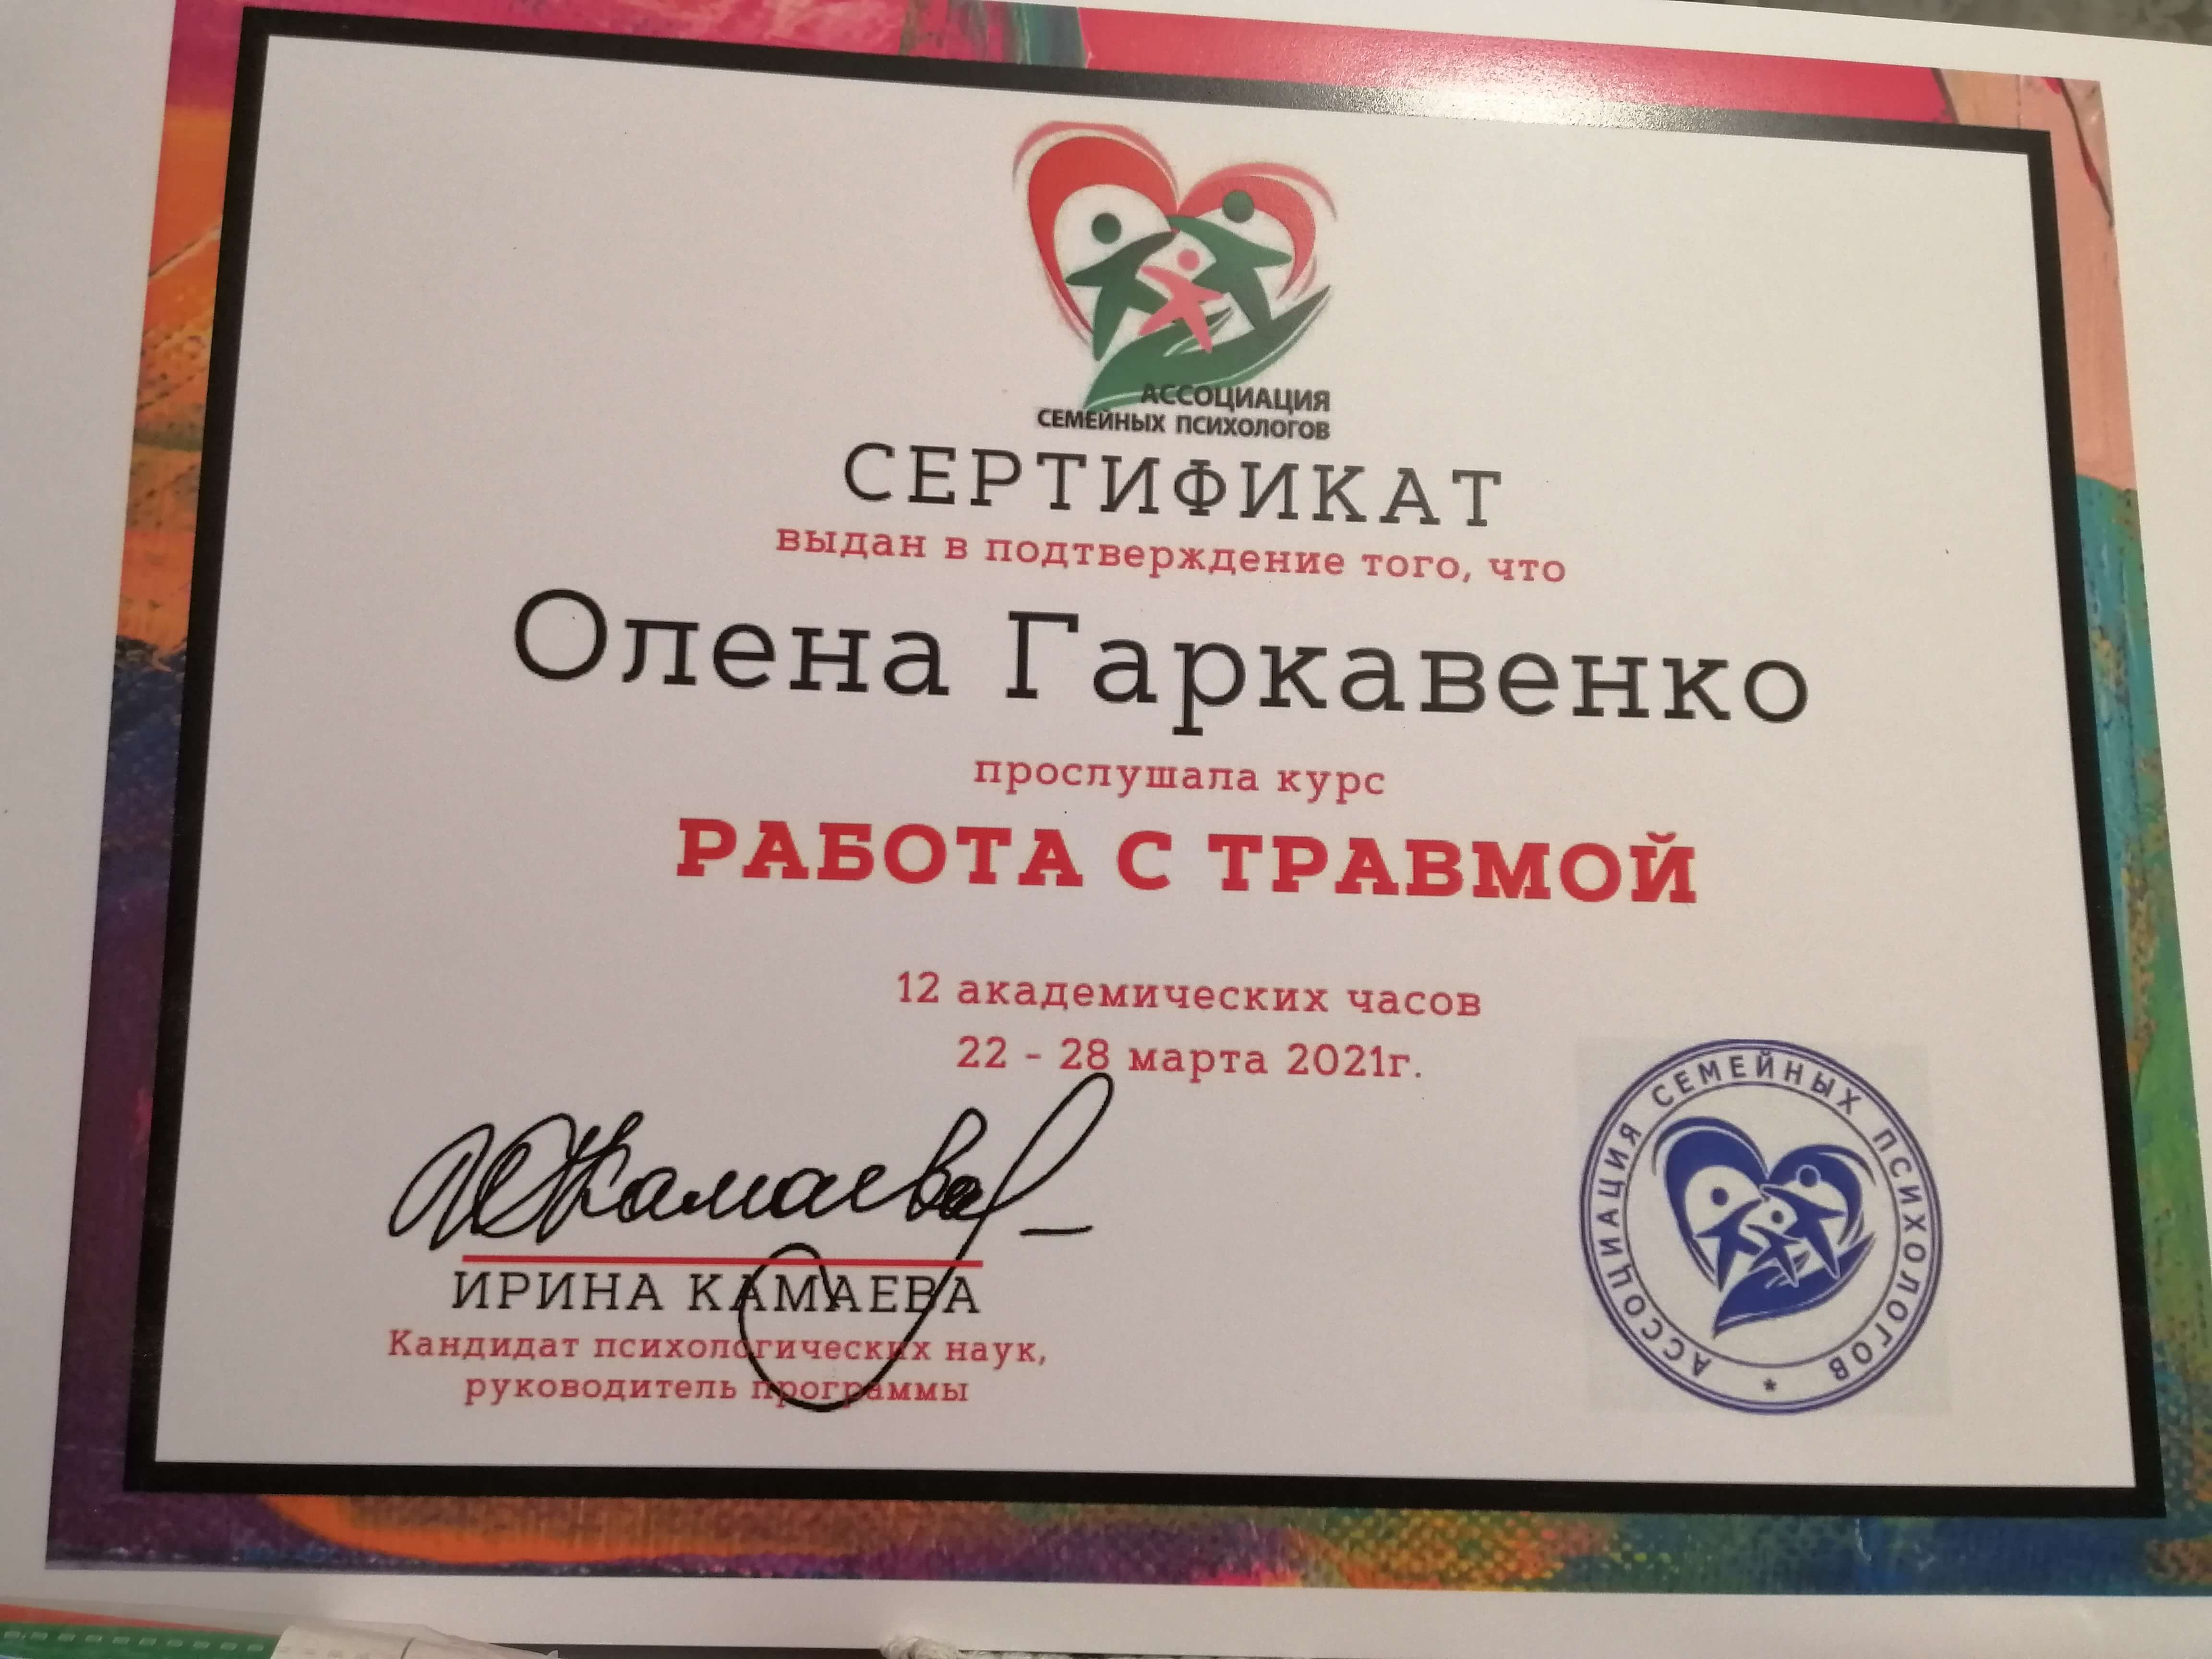 АССОЦИАЦИЯ
СЕМЕЙНЫХ ПСИХОЛОГОВ
СЕРТИФИКАТ
выдан в подтверждение того, что
Олена Гаркавенко
прослушала курс
РАБОТА С ТРАВМОЙ
12 академических часов
22 - 28 марта 2021г.
И Камаева
ИРИНА КАМАЕВА
Кандидат психологических наук,
руководитель программы
АССОЦИАЦИЯ СЕМЕЙНЫХ ПСИХОЛОГОВ *